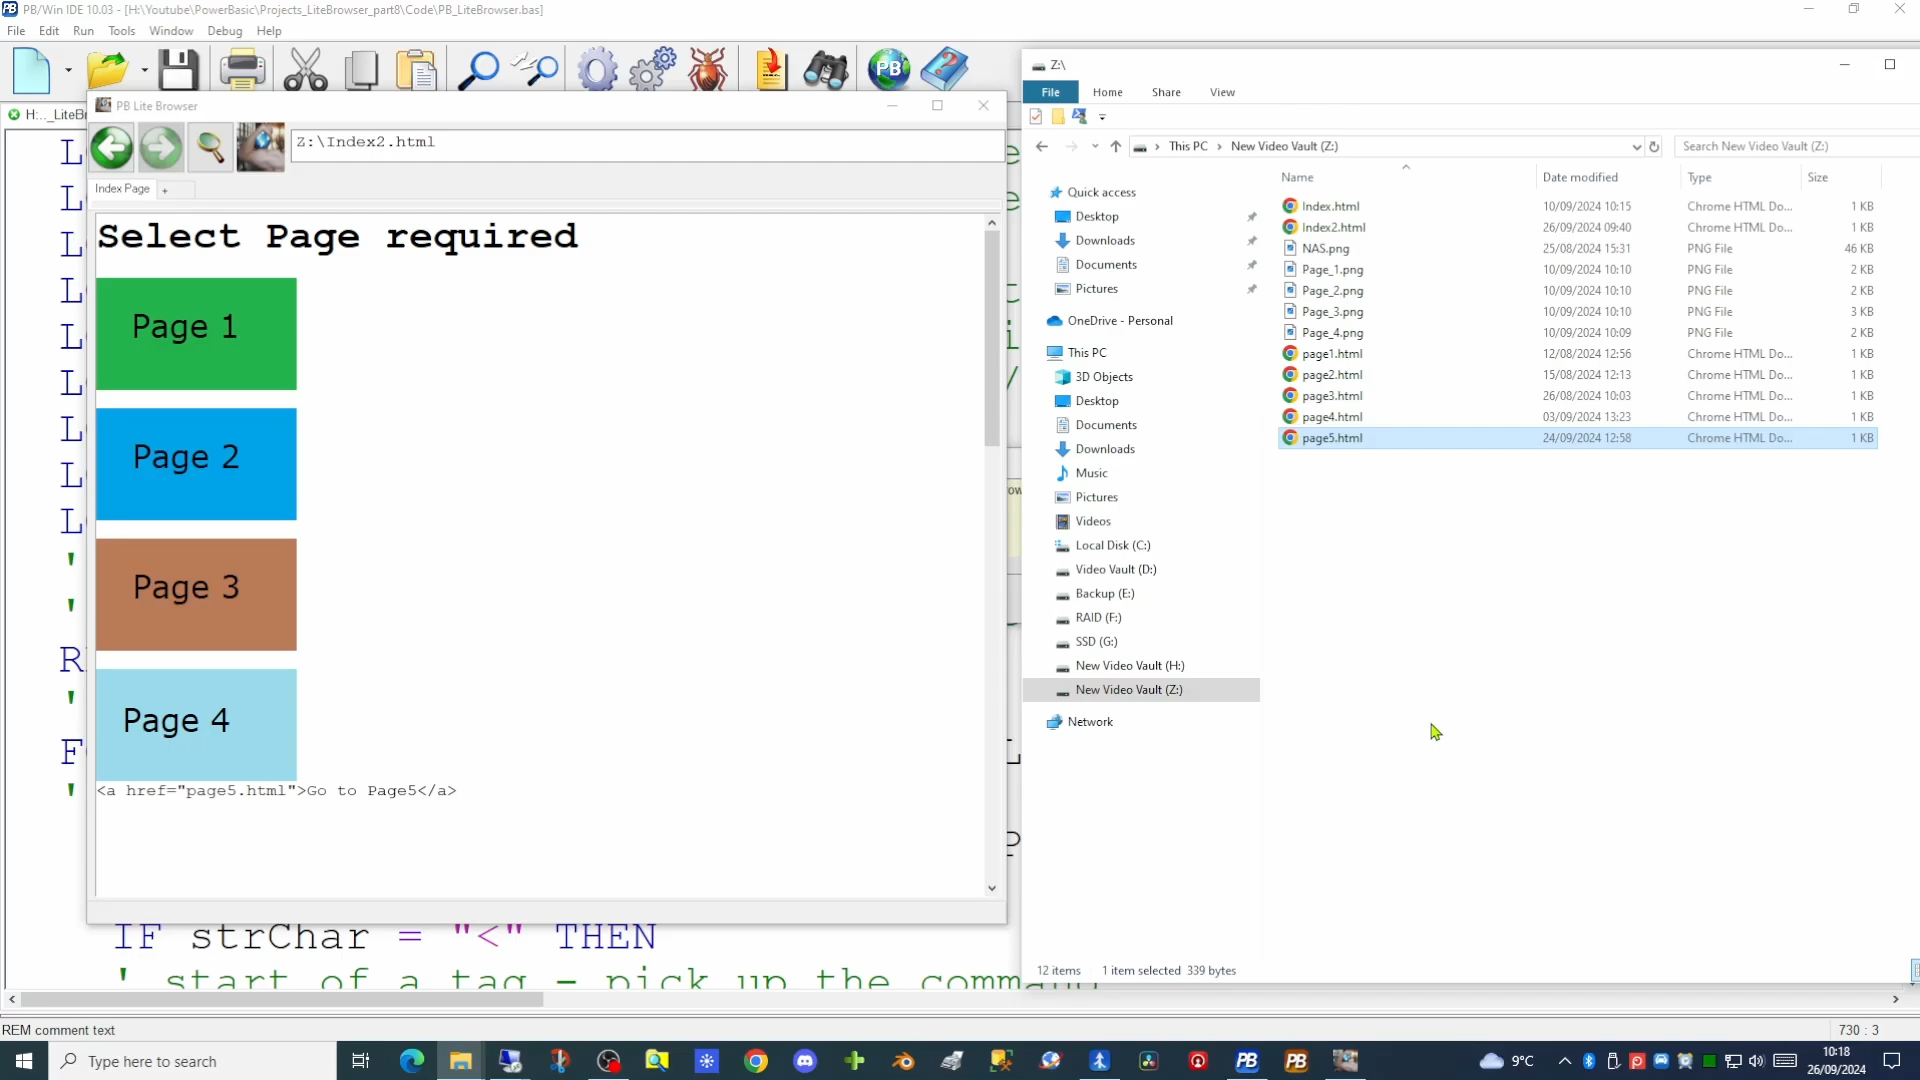 PB/Win IDE 10.03 - [H:\Youtube\PowerBasic\Projects_LiteBrowser_part8\Code\PB_LiteBrowser.bas]
File Edit Run Tools Window Debug Help
H:.._LiteBr
PB Lite Browser
Z:\Index2.html
Index Page +
Select Page required
Page 1
Page 2
Page 3
Page 4
<a href="page5.html">Go to Page5</a>
IF strChar = "<" THEN
' start of a tag - pick up the command
REM comment text
730 : 3
Z:\
File Home Share View
This PC > New Video Vault (Z:)
Search New Video Vault (Z:)
Name Date modified Type Size
Quick access
Desktop
Downloads
Documents
Pictures
OneDrive - Personal
This PC
3D Objects
Desktop
Documents
Downloads
Music
Pictures
Videos
Local Disk (C:)
Video Vault (D:)
Backup (E:)
RAID (F:)
SSD (G:)
New Video Vault (H:)
New Video Vault (Z:)
Network
Index.html 10/09/2024 10:15 Chrome HTML Do... 1 KB
Index2.html 26/09/2024 09:40 Chrome HTML Do... 1 KB
NAS.png 25/08/2024 15:31 PNG File 46 KB
Page_1.png 10/09/2024 10:10 PNG File 2 KB
Page_2.png 10/09/2024 10:10 PNG File 2 KB
Page_3.png 10/09/2024 10:10 PNG File 3 KB
Page_4.png 10/09/2024 10:09 PNG File 2 KB
page1.html 12/08/2024 12:56 Chrome HTML Do... 1 KB
page2.html 15/08/2024 12:13 Chrome HTML Do... 1 KB
page3.html 26/08/2024 10:03 Chrome HTML Do... 1 KB
page4.html 03/09/2024 13:23 Chrome HTML Do... 1 KB
page5.html 24/09/2024 12:58 Chrome HTML Do... 1 KB
12 items 1 item selected 339 bytes
Type here to search
9°C
10:18
26/09/2024